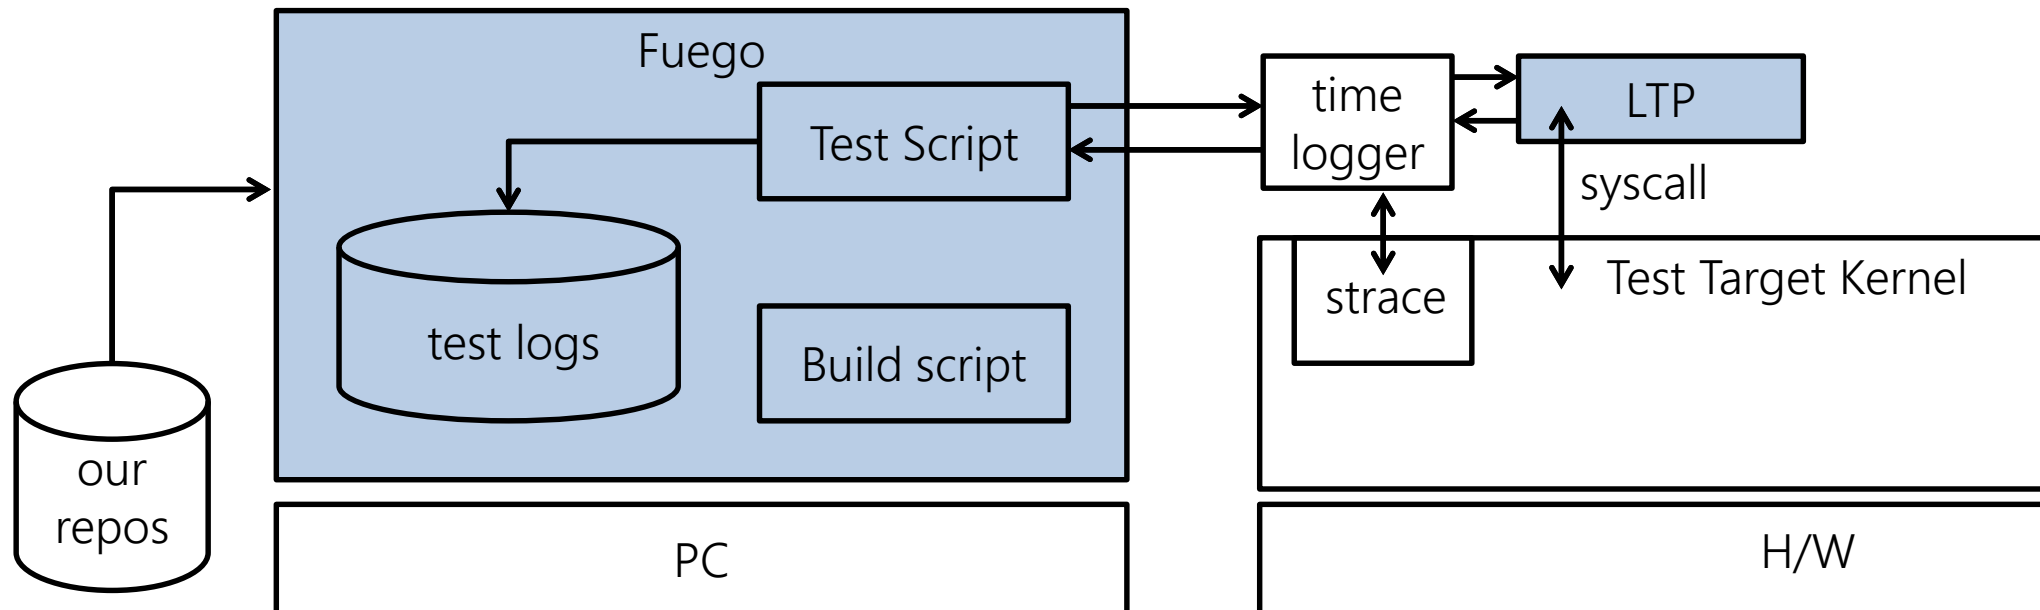 Fuego
Test Script
test logs
Build script
our
repos
PC
time
logger
LTP
syscall
strace
Test Target Kernel
H/W